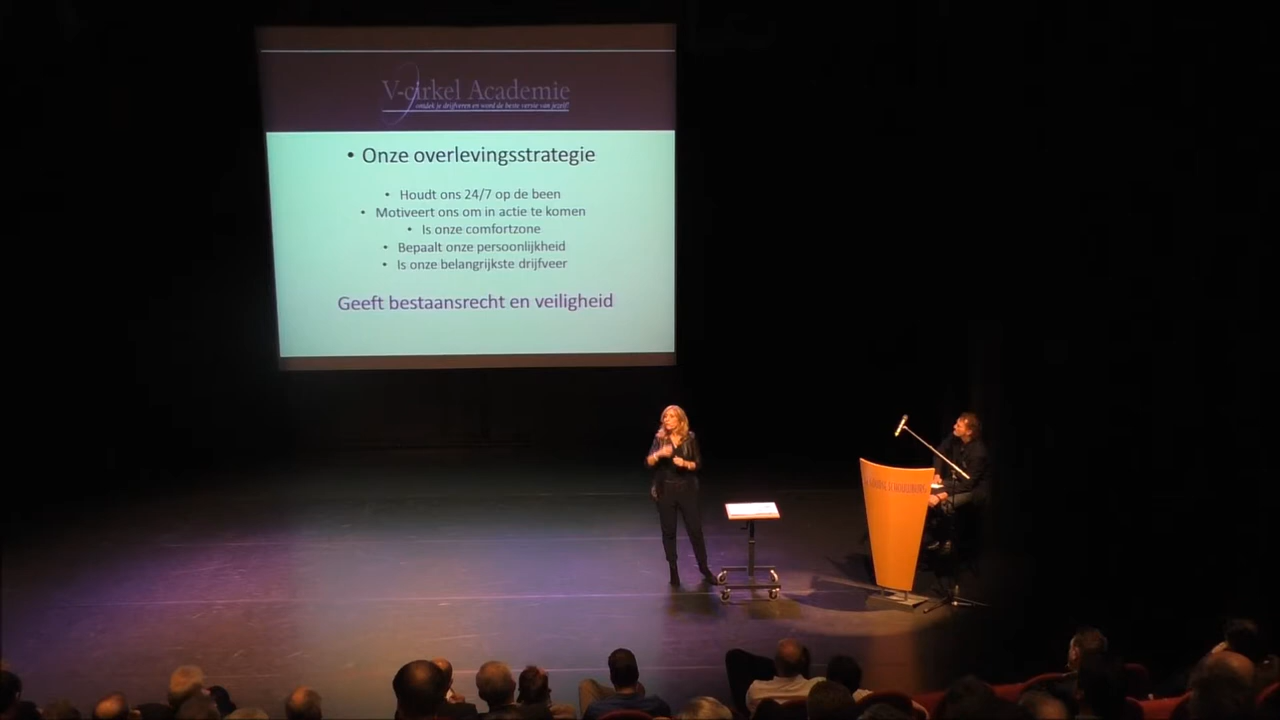 V-cirkel Academie
ontdek je drijfveren en word de beste versie van jezelf!
• Onze overlevingsstrategie
• Houdt ons 24/7 op de been
• Motiveert ons om in actie te komen
• Is onze comfortzone
• Bepaalt onze persoonlijkheid
• Is onze belangrijkste drijfveer
Geeft bestaansrecht en veiligheid